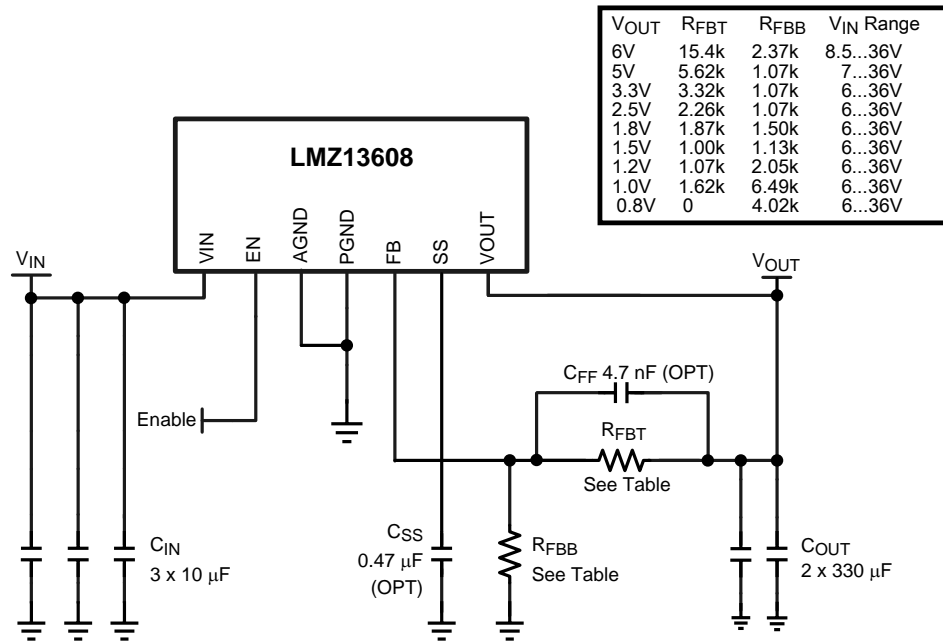 VOUT RFBT RFBB VIN Range
6V 15.4k 2.37k 8.5...36V
5V 5.62k 1.07k 7...36V
3.3V 3.32k 1.07k 6...36V
2.5V 2.26k 1.07k 6...36V
1.8V 1.87k 1.50k 6...36V
1.5V 1.00k 1.13k 6...36V
1.2V 1.07k 2.05k 6...36V
1.0V 1.62k 6.49k 6...36V
0.8V 0 4.02k 6...36V
LMZ13608
VIN
EN
AGND
PGND
FB
SS
VOUT
VIN
VOUT
Enable
CFF 4.7 nF (OPT)
RFBT
See Table
CIN
3 x 10 μF
CSS
0.47 μF
(OPT)
RFBB
See Table
COUT
2 x 330 μF